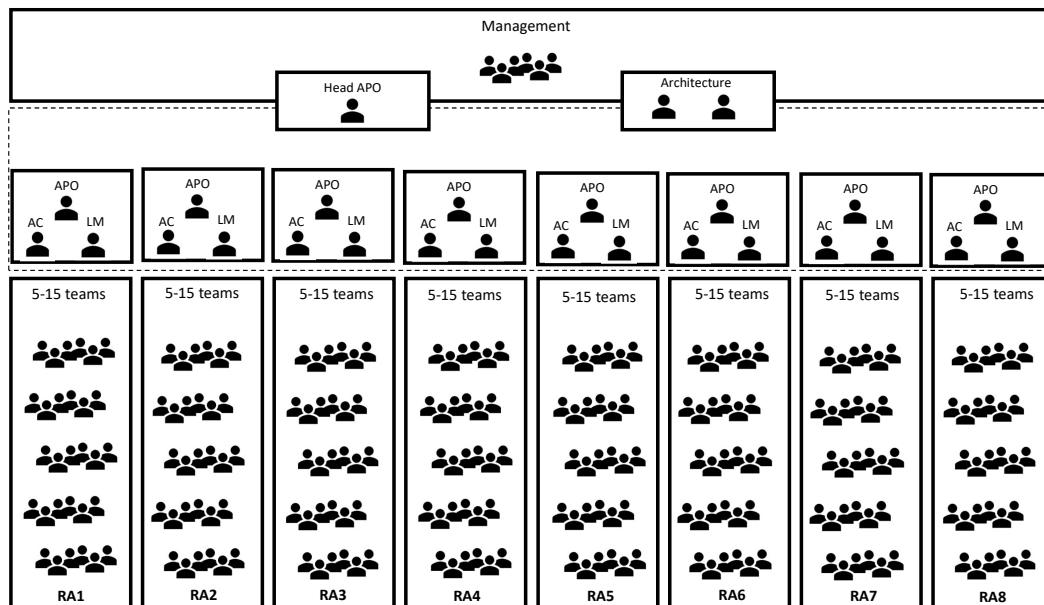 Management
Head APO
Architecture
APO
AC LM
APO
AC LM
APO
AC LM
APO
AC LM
APO
AC LM
APO
AC LM
APO
AC LM
APO
AC LM
5-15 teams
5-15 teams
5-15 teams
5-15 teams
5-15 teams
5-15 teams
5-15 teams
5-15 teams
RA1
RA2
RA3
RA4
RA5
RA6
RA7
RA8